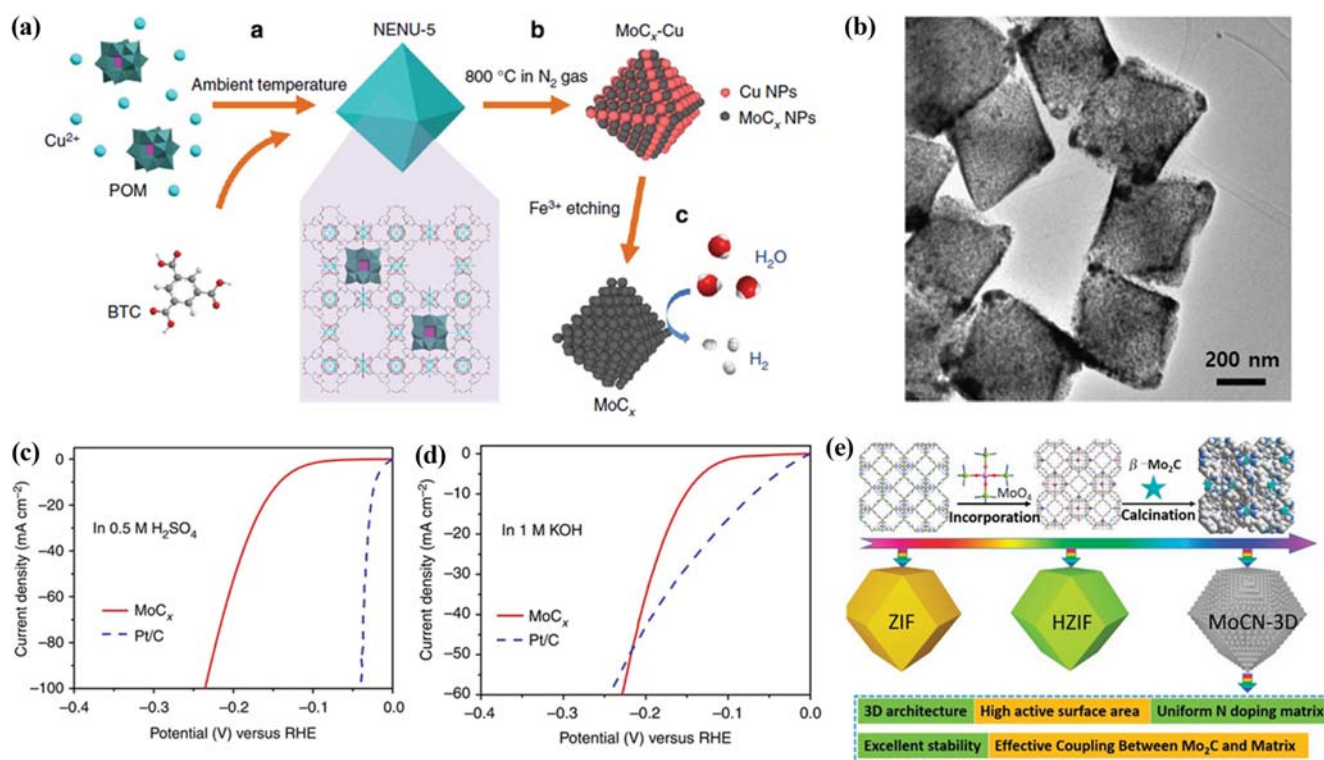 (a)
a
NENU-5
b
MoCₓ-Cu
Ambient temperature
800 °C in N₂ gas
Cu NPs
MoCₓ NPs
Cu²⁺
POM
Fe³⁺ etching
c
H₂O
BTC
H₂
MoCₓ
(b)
200 nm
(c)
Current density (mA cm⁻²)
0
−20
−40
−60
−80
−100
In 0.5 M H₂SO₄
MoCₓ
Pt/C
−0.4
−0.3
−0.2
−0.1
0.0
Potential (V) versus RHE
(d)
Current density (mA cm⁻²)
0
−10
−20
−30
−40
−50
−60
In 1 M KOH
MoCₓ
Pt/C
−0.4
−0.3
−0.2
−0.1
0.0
Potential (V) versus RHE
(e)
MoO₄
Incorporation
β-Mo₂C
Calcination
ZIF
HZIF
MoCN-3D
3D architecture
High active surface area
Uniform N doping matrix
Excellent stability
Effective Coupling Between Mo₂C and Matrix